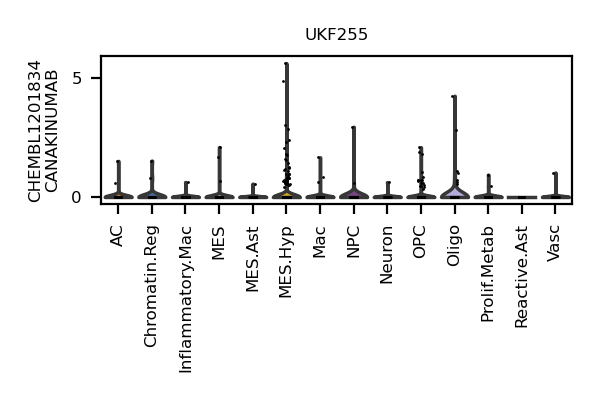 UKF255
CHEMBL1201834
CANAKINUMAB
5
0
AC
Chromatin.Reg
Inflammatory.Mac
MES
MES.Ast
MES.Hyp
Mac
NPC
Neuron
OPC
Oligo
Prolif.Metab
Reactive.Ast
Vasc